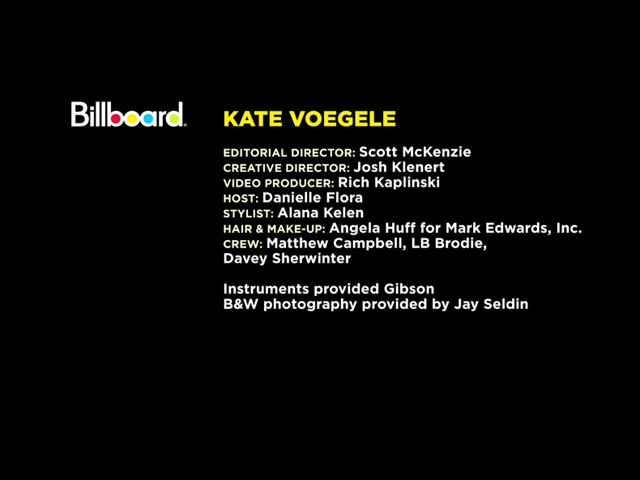 Billboard®
KATE VOEGELE
EDITORIAL DIRECTOR: Scott McKenzie
CREATIVE DIRECTOR: Josh Klenert
VIDEO PRODUCER: Rich Kaplinski
HOST: Danielle Flora
STYLIST: Alana Kelen
HAIR & MAKE-UP: Angela Huff for Mark Edwards, Inc.
CREW: Matthew Campbell, LB Brodie,
Davey Sherwinter
Instruments provided Gibson
B&W photography provided by Jay Seldin